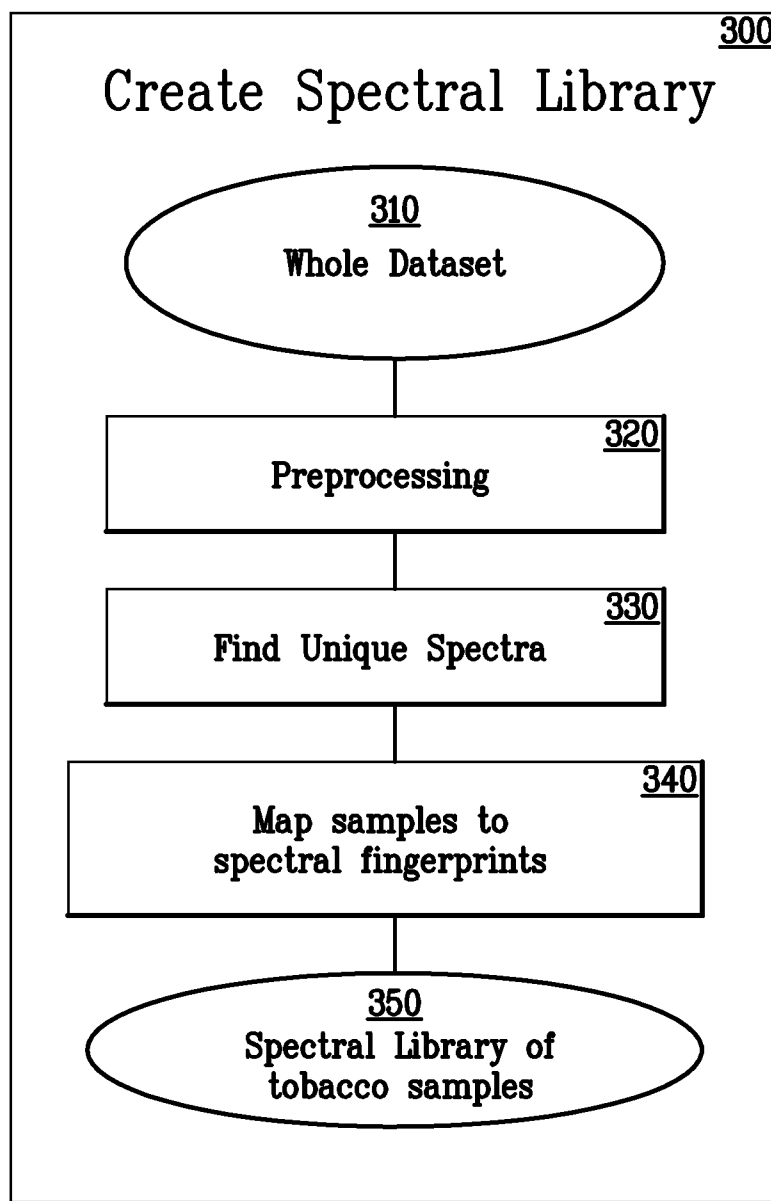 300
Create Spectral Library
310
Whole Dataset
320
Preprocessing
330
Find Unique Spectra
340
Map samples to
spectral fingerprints
350
Spectral Library of
tobacco samples